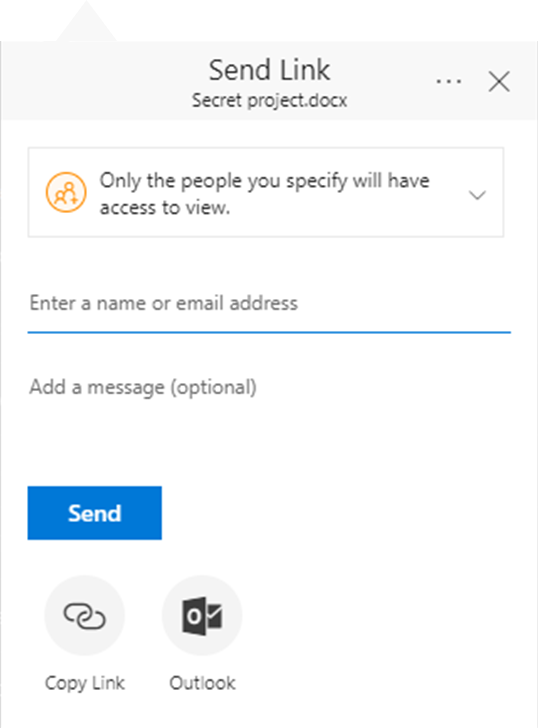 Send Link
Secret project.docx
Only the people you specify will have
access to view.
Enter a name or email address
Add a message (optional)
Send
Copy Link
Outlook